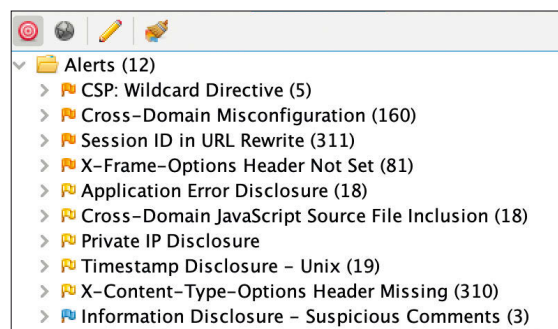 Alerts (12)
CSP: Wildcard Directive (5)
Cross-Domain Misconfiguration (160)
Session ID in URL Rewrite (311)
X-Frame-Options Header Not Set (81)
Application Error Disclosure (18)
Cross-Domain JavaScript Source File Inclusion (18)
Private IP Disclosure
Timestamp Disclosure - Unix (19)
X-Content-Type-Options Header Missing (310)
Information Disclosure - Suspicious Comments (3)